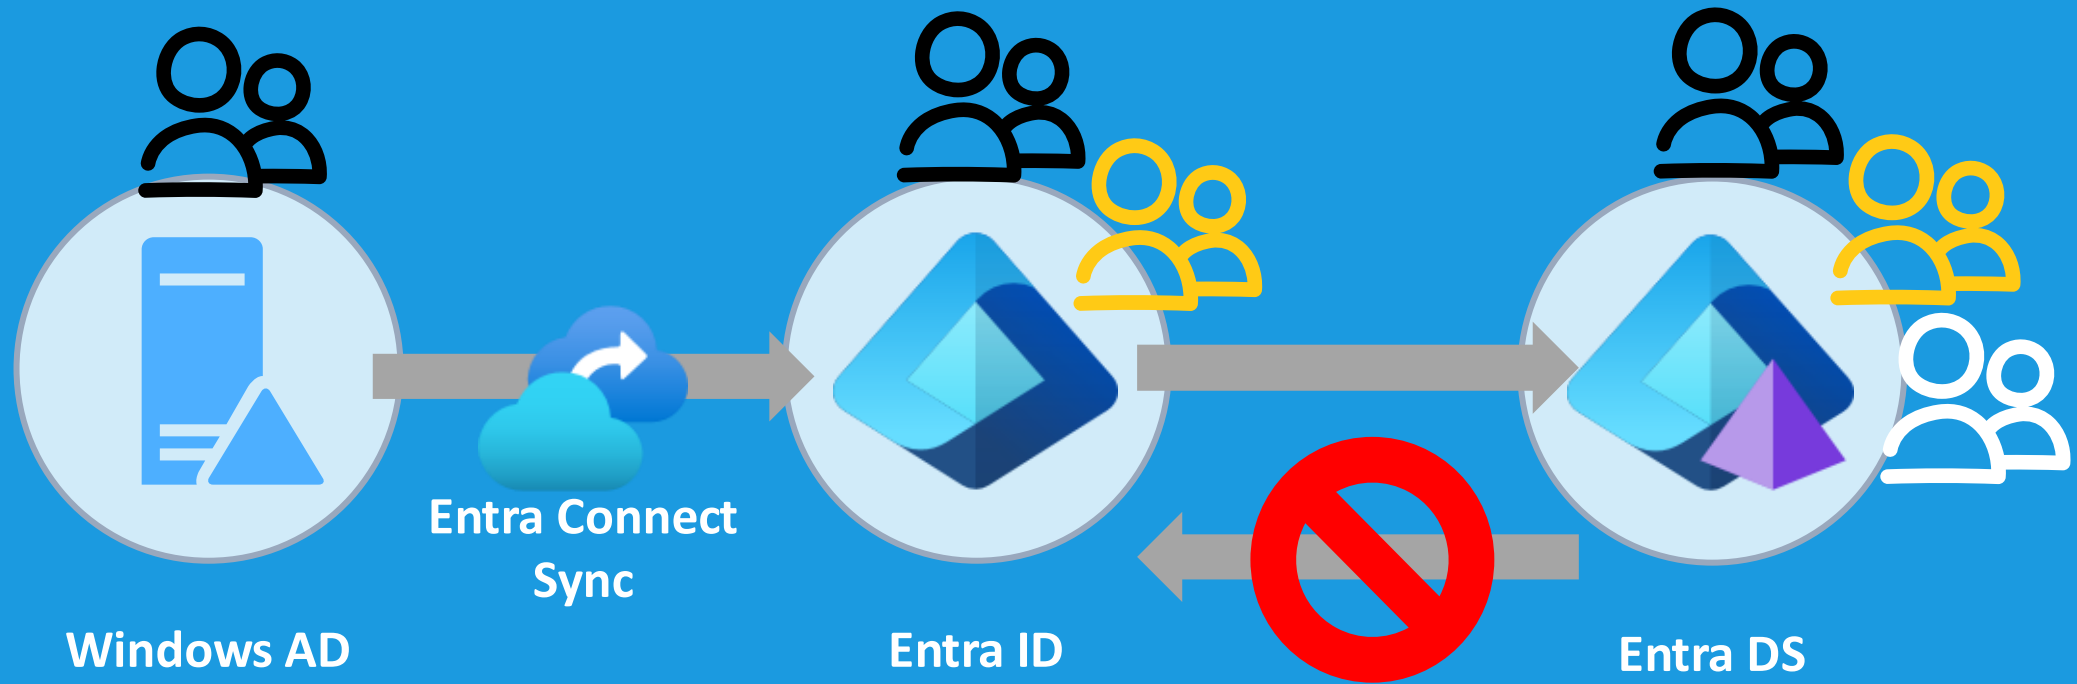 Entra Connect
Sync
Windows AD
Entra ID
Entra DS